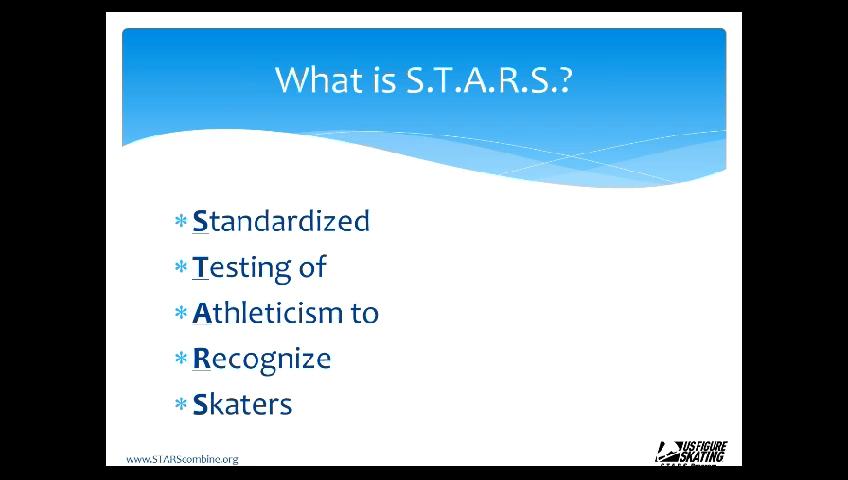 What is S.T.A.R.S.?
* Standardized
* Testing of
* Athleticism to
* Recognize
* Skaters
www.STARScombine.org
US FIGURE
SKATING
S.T.A.R.S.